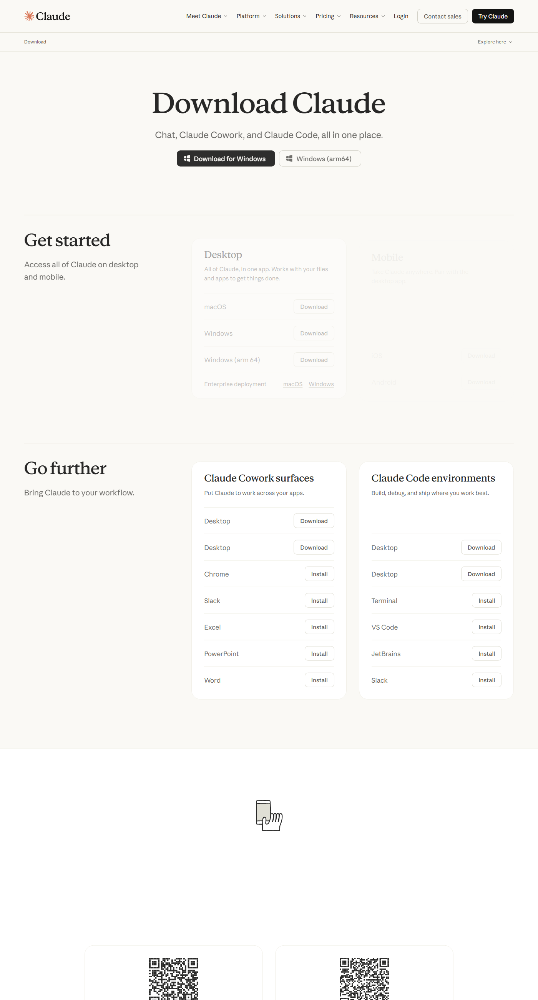 Claude
Meet Claude
Platform
Solutions
Pricing
Resources
Login
Contact sales
Try Claude
Download
Explore here
Download Claude
Chat, Claude Cowork, and Claude Code, all in one place.
Download for Windows
Windows (arm64)
Get started
Access all of Claude on desktop
and mobile.
Desktop
All of Claude, in one app. Works with your files
and apps to get things done.
macOS
Download
Windows
Download
Windows (arm 64)
Download
Enterprise deployment
macOS
Windows
Mobile
Take Claude anywhere. Pair with the
desktop app.
iOS
Download
Android
Download
Go further
Bring Claude to your workflow.
Claude Cowork surfaces
Put Claude to work across your apps.
Desktop
Download
Desktop
Download
Chrome
Install
Slack
Install
Excel
Install
PowerPoint
Install
Word
Install
Claude Code environments
Build, debug, and ship where you work best.
Desktop
Download
Desktop
Download
Terminal
Install
VS Code
Install
JetBrains
Install
Slack
Install